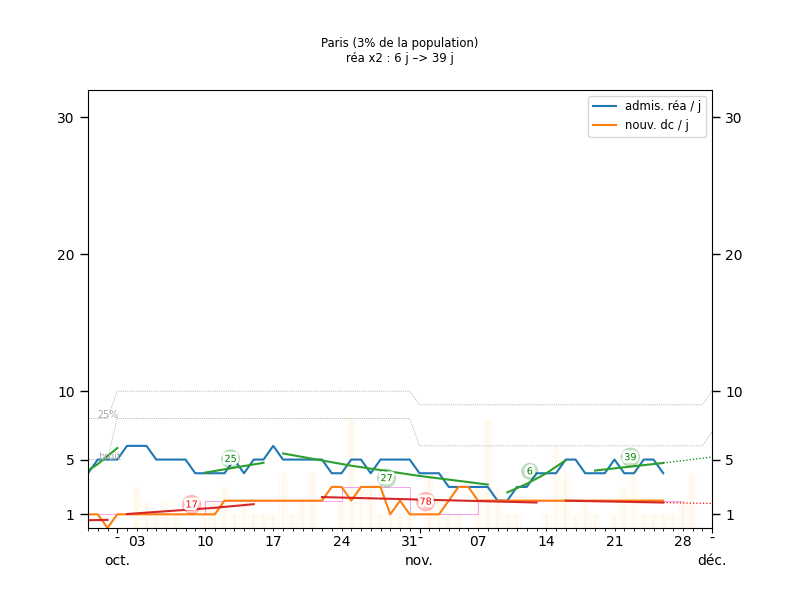 Paris (3% de la population)
réa x2 : 6 j –> 39 j
admis. réa / j
nouv. dc / j
30 30
20 20
10 10
25%
5 5
bruit
25
27
6
39
17
78
1 1
- 03 10 17 24 31 - 07 14 21 28 -
oct. nov. déc.